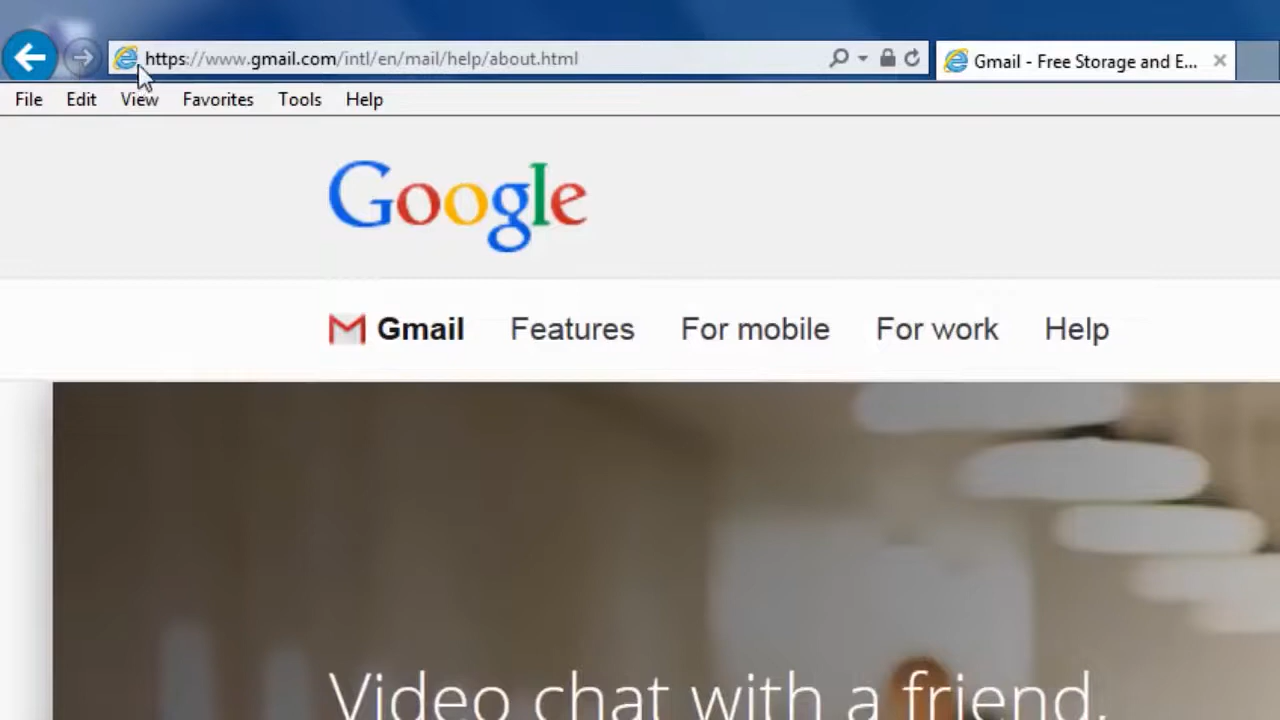 https://www.gmail.com/intl/en/mail/help/about.html
Gmail - Free Storage and E...
File Edit View Favorites Tools Help
Google
Gmail Features For mobile For work Help
Video chat with a friend,